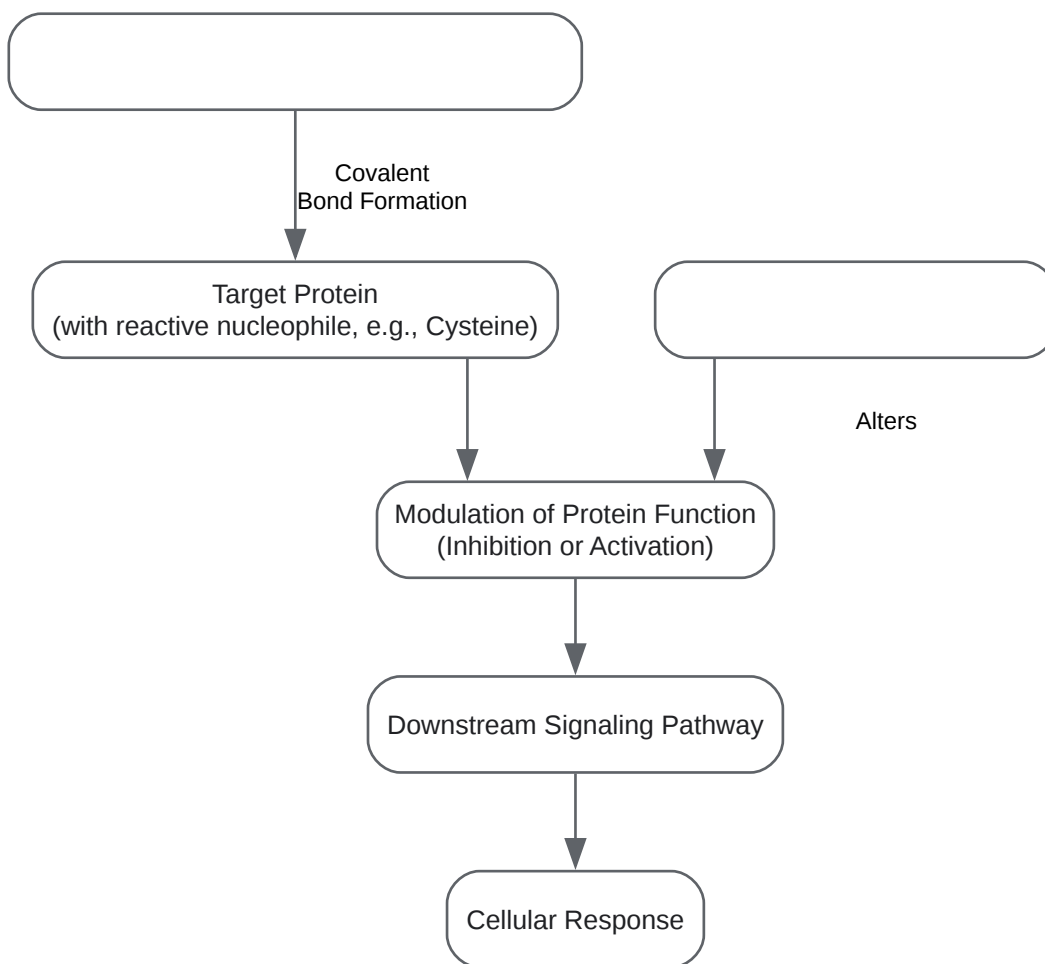 Covalent
Bond Formation
Target Protein
(with reactive nucleophile, e.g., Cysteine)
Alters
Modulation of Protein Function
(Inhibition or Activation)
Downstream Signaling Pathway
Cellular Response